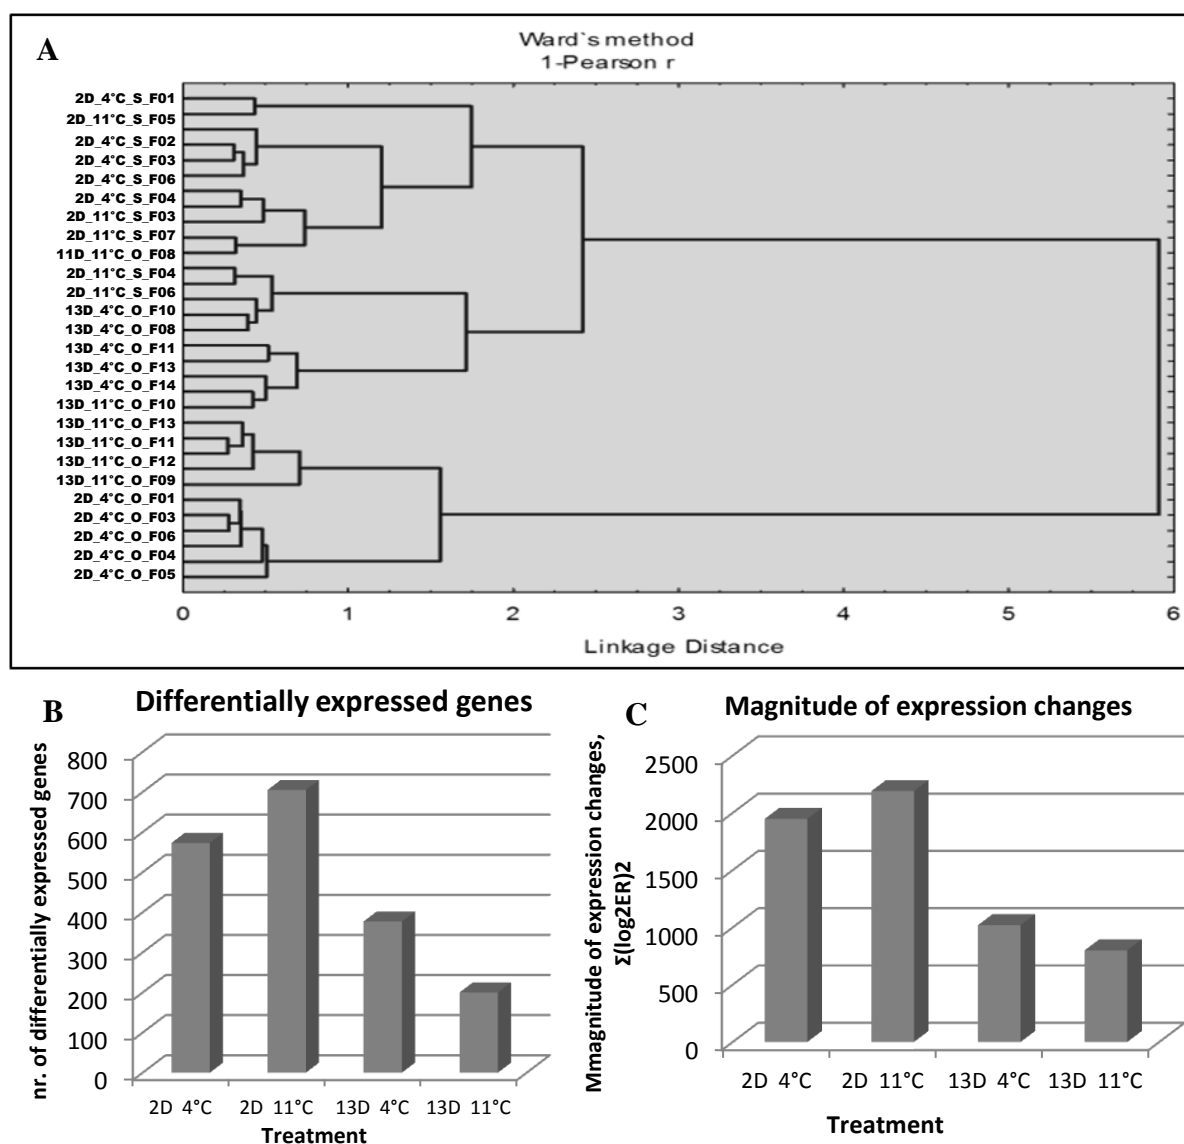 A
Ward`s method
1-Pearson r
2D_4°C_S_F01
2D_11°C_S_F05
2D_4°C_S_F02
2D_4°C_S_F03
2D_4°C_S_F06
2D_4°C_S_F04
2D_11°C_S_F03
2D_11°C_S_F07
11D_11°C_O_F08
2D_11°C_S_F04
2D_11°C_S_F06
13D_4°C_O_F10
13D_4°C_O_F08
13D_4°C_O_F11
13D_4°C_O_F13
13D_4°C_O_F14
13D_11°C_O_F10
13D_11°C_O_F13
13D_11°C_O_F11
13D_11°C_O_F12
13D_11°C_O_F09
2D_4°C_O_F01
2D_4°C_O_F03
2D_4°C_O_F06
2D_4°C_O_F04
2D_4°C_O_F05
0 1 2 3 4 5 6
Linkage Distance
B
Differentially expressed genes
nr. of differentially expressed genes
800
700
600
500
400
300
200
100
0
2D 4°C 2D 11°C 13D 4°C 13D 11°C
Treatment
C
Magnitude of expression changes
Mmagnitude of expression changes,
Σ(log2ER)2
2500
2000
1500
1000
500
0
2D 4°C 2D 11°C 13D 4°C 13D 11°C
Treatment